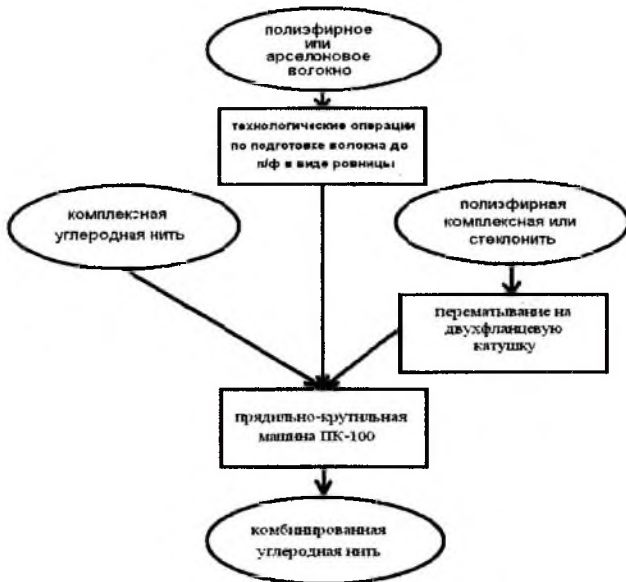 полиэфирное
или
арселоновое
волокно
технологические операции
по подготовке волокна до
п/ф в виде ровницы
комплексная
углеродная нить
полиэфирная
комплексная или
стеклонить
перематывание на
двухфланцевую
катушку
прядильно-крутильная
машина ПК-100
комбинированная
углеродная нить